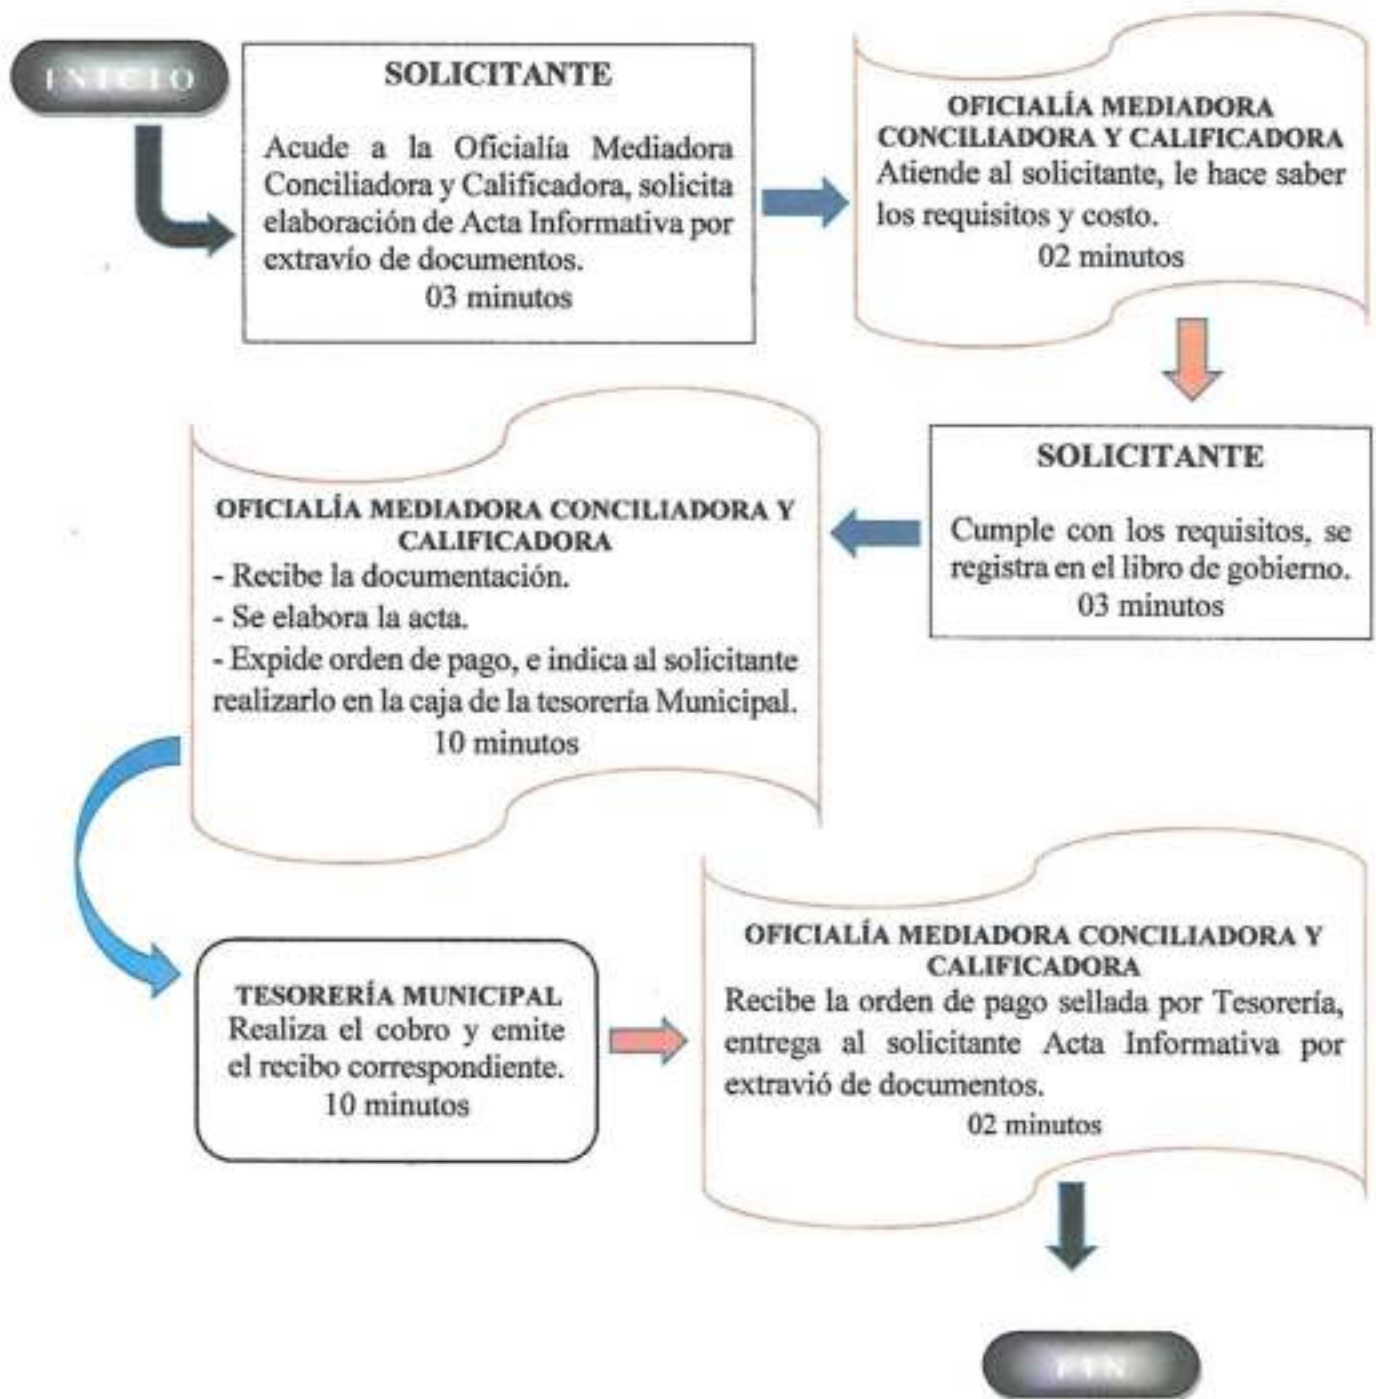 INICIO
SOLICITANTE
Acude a la Oficialía Mediadora
Conciliadora y Calificadora, solicita
elaboración de Acta Informativa por
extravío de documentos.
03 minutos
OFICIALÍA MEDIADORA
CONCILIADORA Y CALIFICADORA
Atiende al solicitante, le hace saber
los requisitos y costo.
02 minutos
SOLICITANTE
Cumple con los requisitos, se
registra en el libro de gobierno.
03 minutos
OFICIALÍA MEDIADORA CONCILIADORA Y
CALIFICADORA
- Recibe la documentación.
- Se elabora la acta.
- Expide orden de pago, e indica al solicitante
realizarlo en la caja de la tesorería Municipal.
10 minutos
TESORERÍA MUNICIPAL
Realiza el cobro y emite
el recibo correspondiente.
10 minutos
OFICIALÍA MEDIADORA CONCILIADORA Y
CALIFICADORA
Recibe la orden de pago sellada por Tesorería,
entrega al solicitante Acta Informativa por
extravió de documentos.
02 minutos
FIN